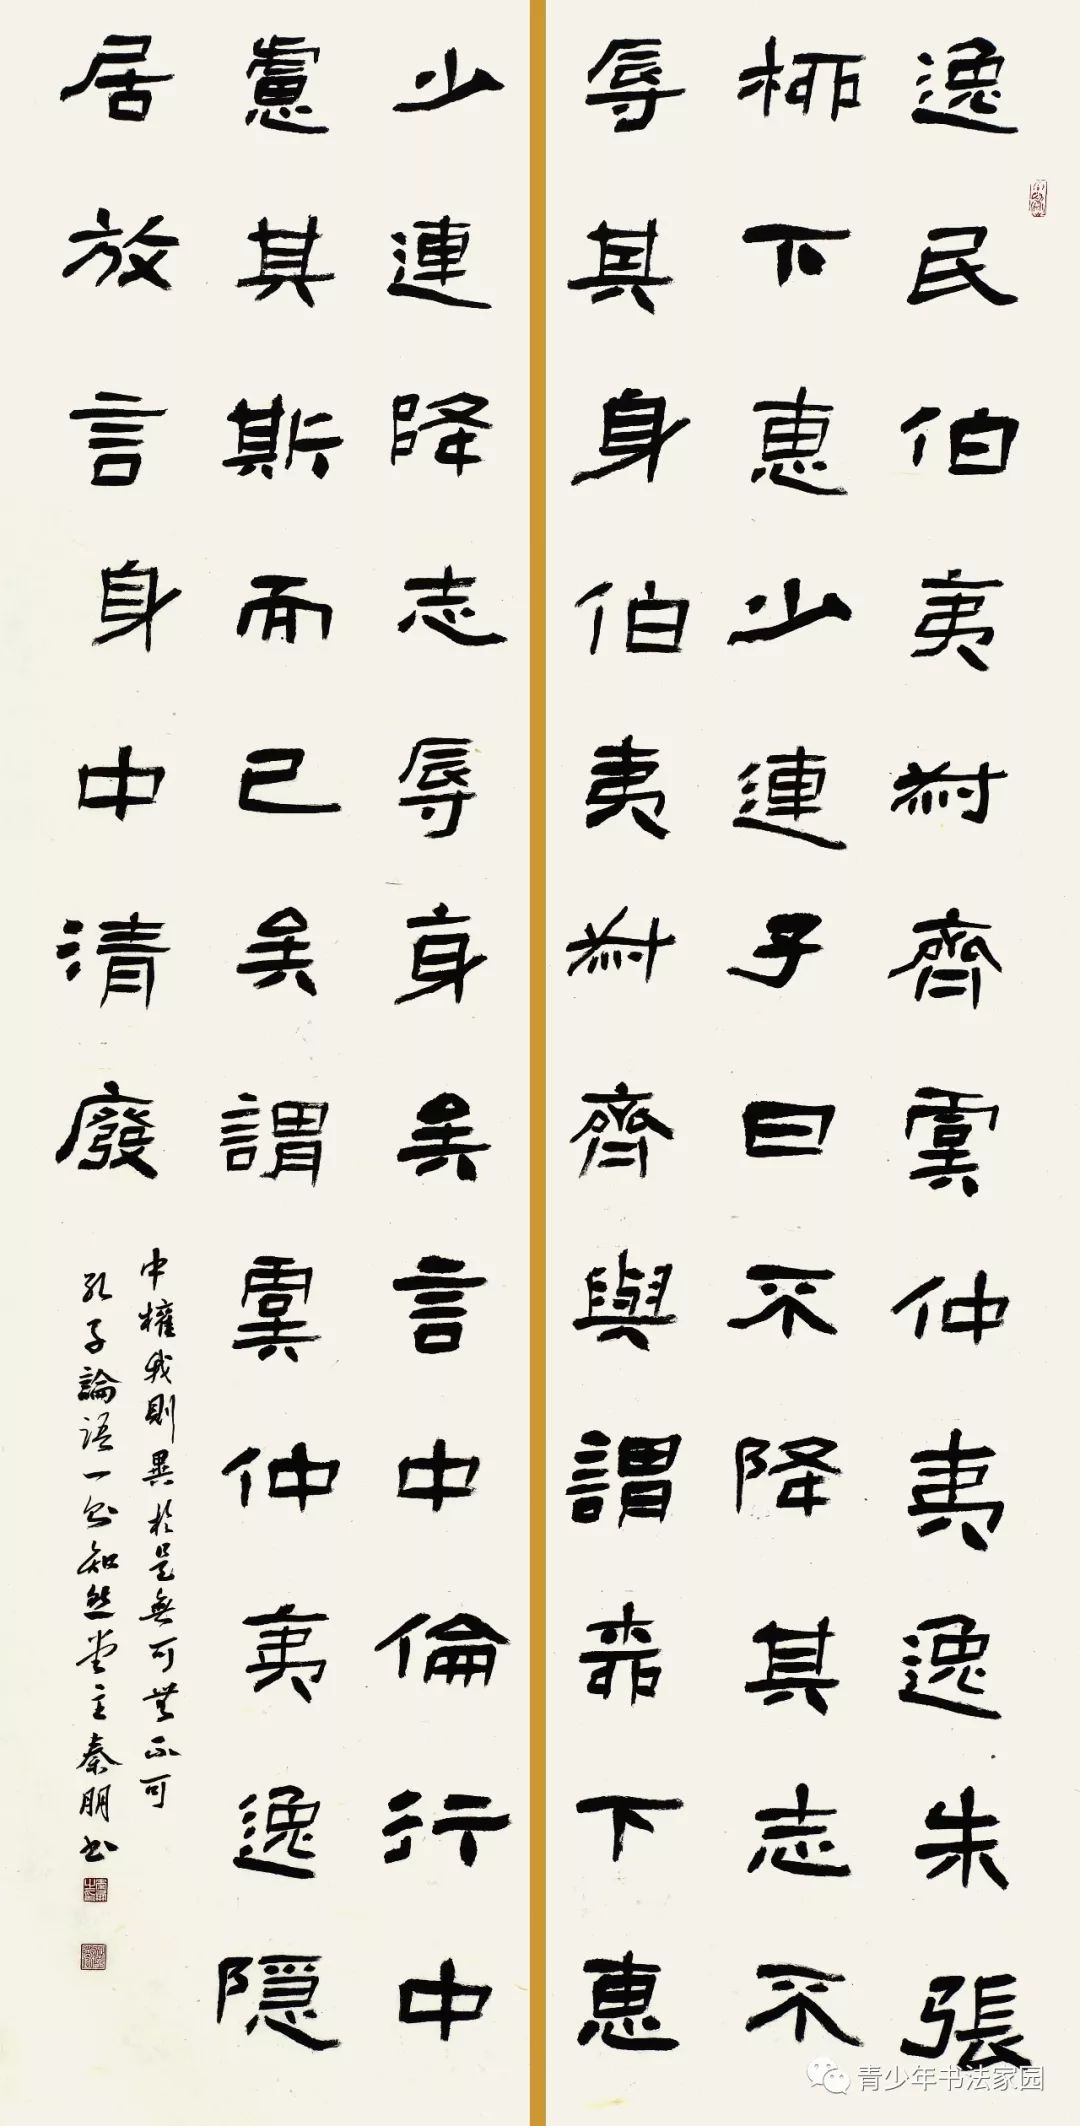 逸民伯夷叔齊虞仲夷逸朱張
柳下惠少連子曰不降其志不
辱其身伯夷叔齊與謂柳下惠
少連降志辱身矣言中倫行中
慮其斯而已矣謂虞仲夷逸隱
居放言身中清廢
中權我則異於是無可無不可
孔子論語一則知然堂主秦朋書
青少年书法家园